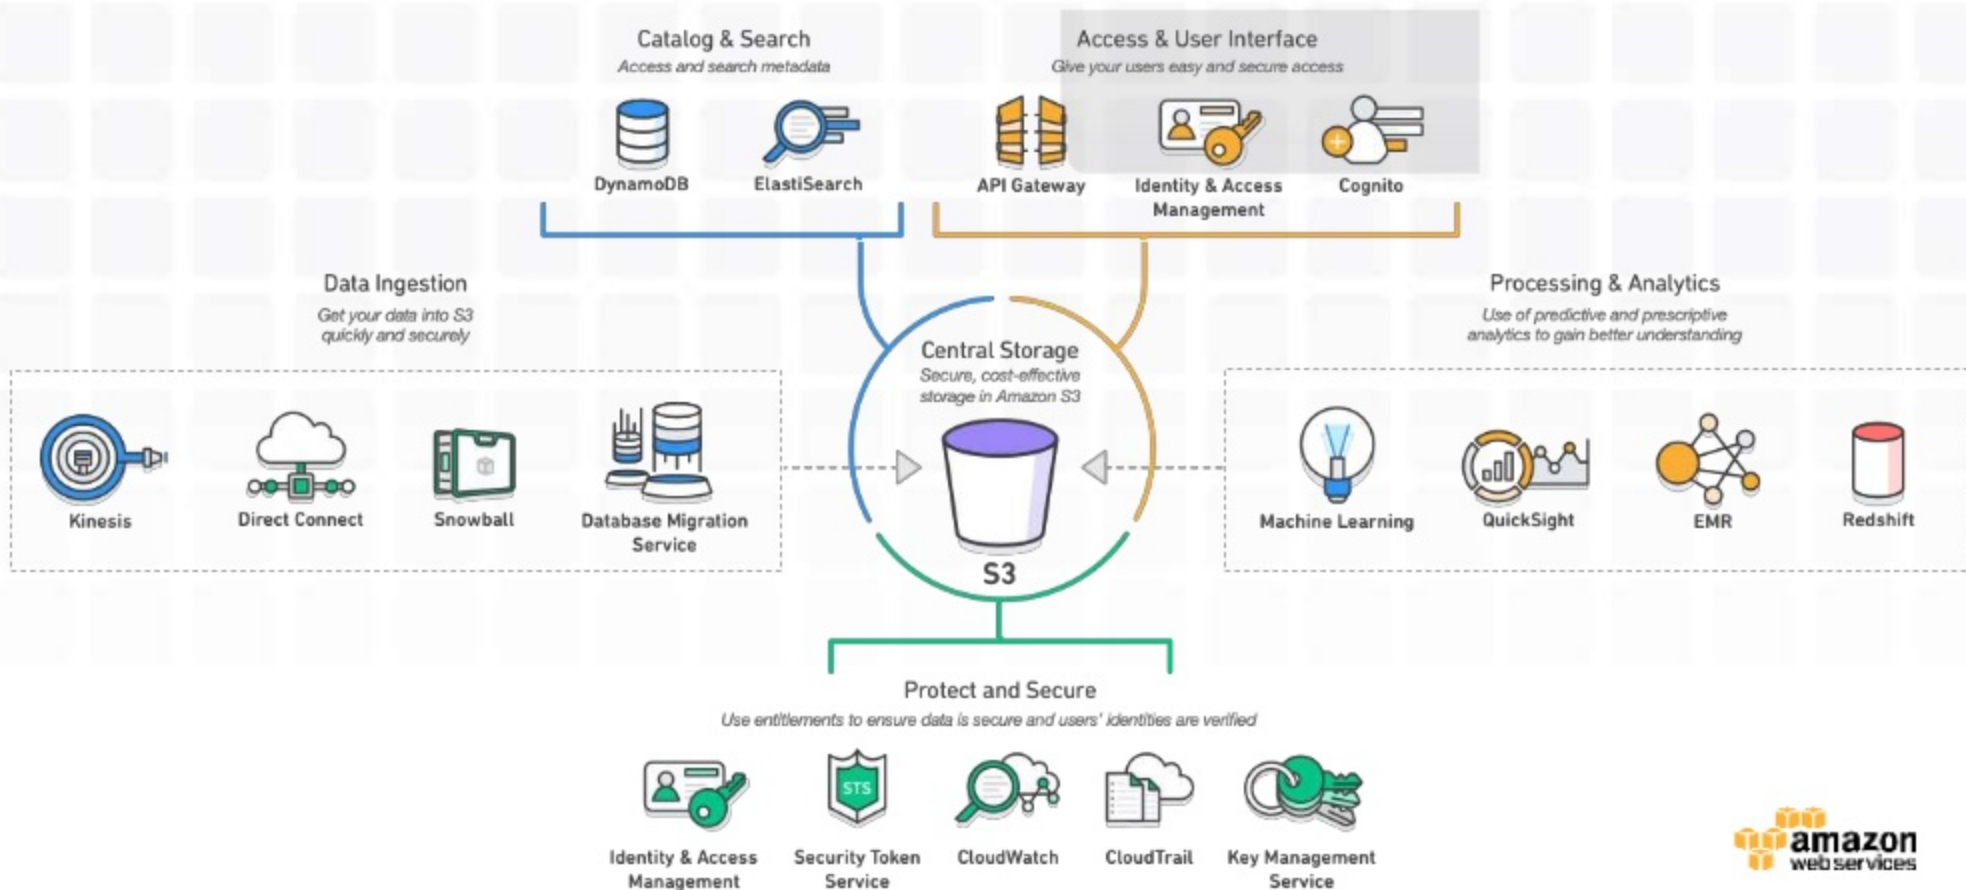 Catalog & Search
Access and search metadata
DynamoDB
ElastiSearch
Access & User Interface
Give your users easy and secure access
API Gateway
Identity & Access
Management
Cognito
Data Ingestion
Get your data into S3
quickly and securely
Kinesis
Direct Connect
Snowball
Database Migration
Service
Central Storage
Secure, cost-effective
storage in Amazon S3
S3
Processing & Analytics
Use of predictive and prescriptive
analytics to gain better understanding
Machine Learning
QuickSight
EMR
Redshift
Protect and Secure
Use entitlements to ensure data is secure and users' identities are verified
Identity & Access
Management
STS
Security Token
Service
CloudWatch
CloudTrail
Key Management
Service
amazon
web services